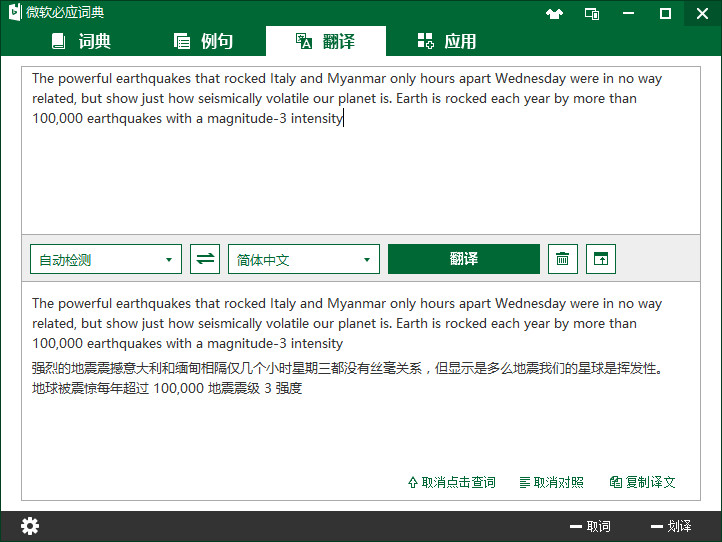 微软必应词典
词典 例句 翻译 应用
The powerful earthquakes that rocked Italy and Myanmar only hours apart Wednesday were in no way
related, but show just how seismically volatile our planet is. Earth is rocked each year by more than
100,000 earthquakes with a magnitude-3 intensity
自动检测 简体中文 翻译
The powerful earthquakes that rocked Italy and Myanmar only hours apart Wednesday were in no way
related, but show just how seismically volatile our planet is. Earth is rocked each year by more than
100,000 earthquakes with a magnitude-3 intensity
强烈的地震震撼意大利和缅甸相隔仅几个小时星期三都没有丝毫关系，但显示是多么地震我们的星球是挥发性。
地球被震惊每年超过 100,000 地震震级 3 强度
取消点击查词 取消对照 复制译文
取词 划译